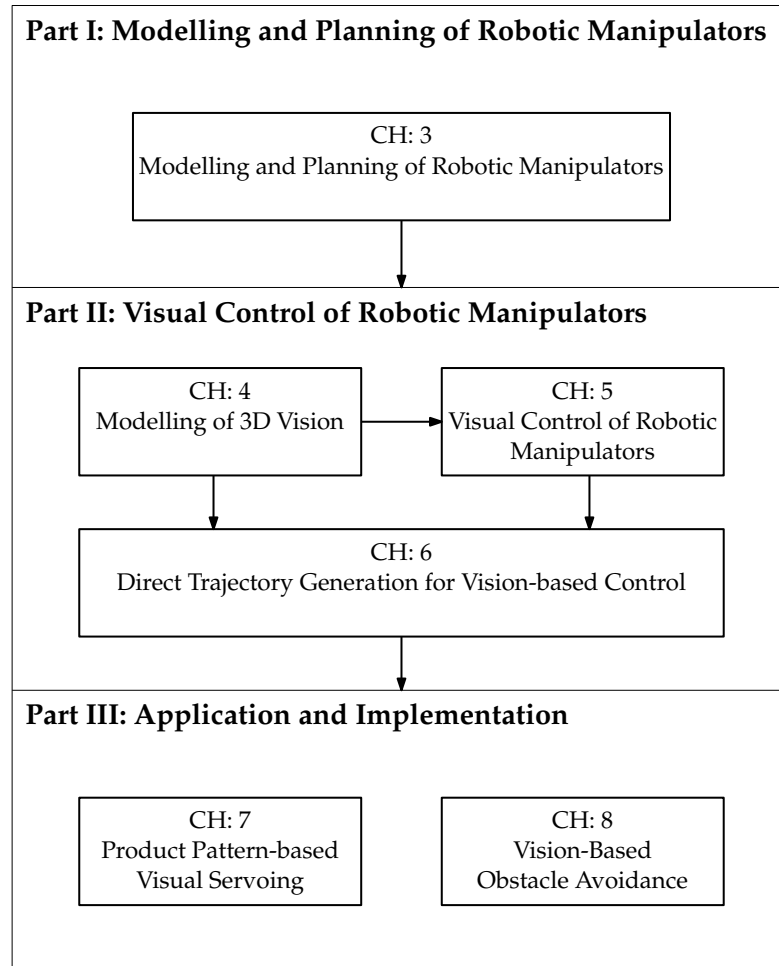 Part I: Modelling and Planning of Robotic Manipulators
CH: 3
Modelling and Planning of Robotic Manipulators
Part II: Visual Control of Robotic Manipulators
CH: 4
Modelling of 3D Vision
CH: 5
Visual Control of Robotic
Manipulators
CH: 6
Direct Trajectory Generation for Vision-based Control
Part III: Application and Implementation
CH: 7
Product Pattern-based
Visual Servoing
CH: 8
Vision-Based
Obstacle Avoidance